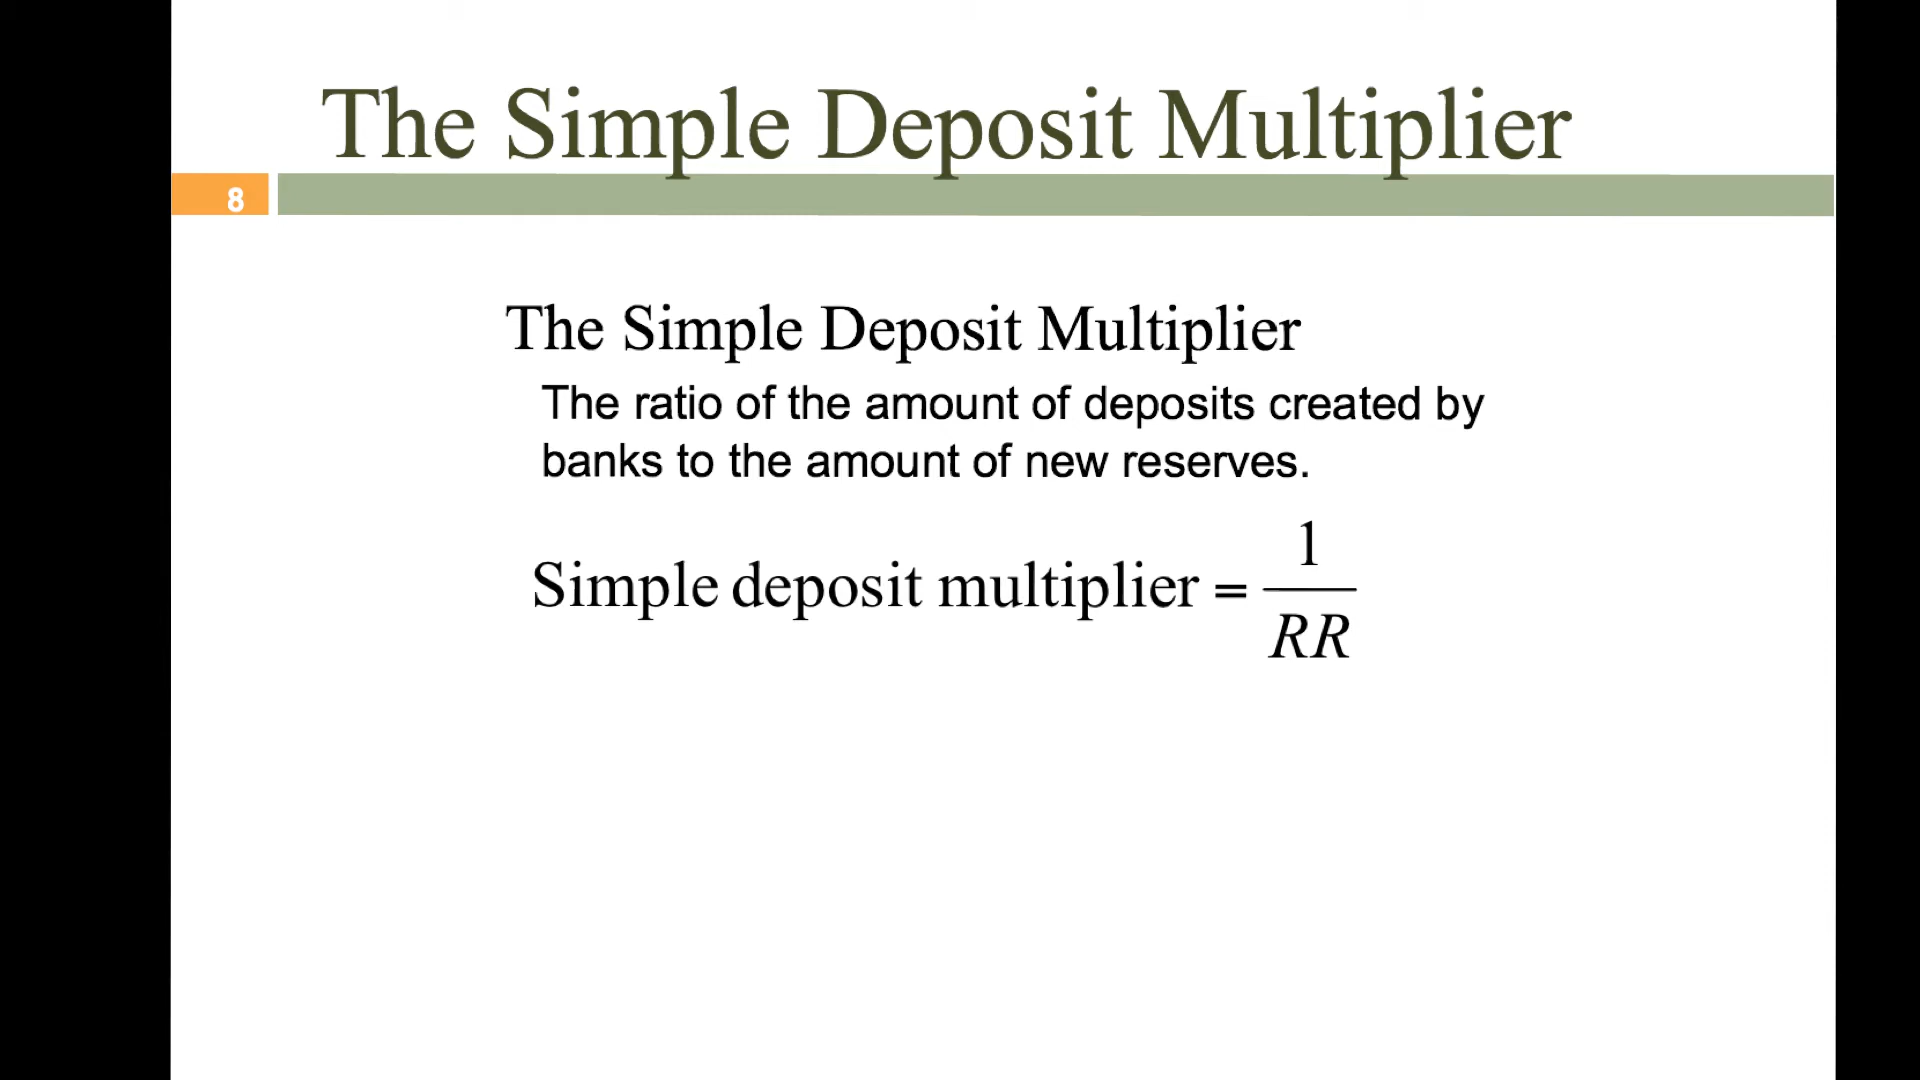 The Simple Deposit Multiplier
8
The Simple Deposit Multiplier
The ratio of the amount of deposits created by
banks to the amount of new reserves.
Simple deposit multiplier = 1/RR